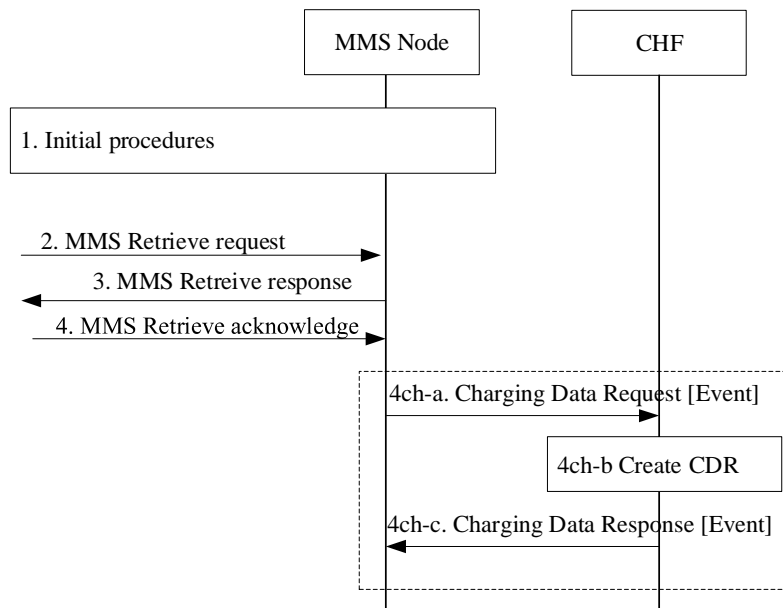 MMS Node
CHF
1. Initial procedures
2. MMS Retrieve request
3. MMS Retreive response
4. MMS Retrieve acknowledge
4ch-a. Charging Data Request [Event]
4ch-b Create CDR
4ch-c. Charging Data Response [Event]